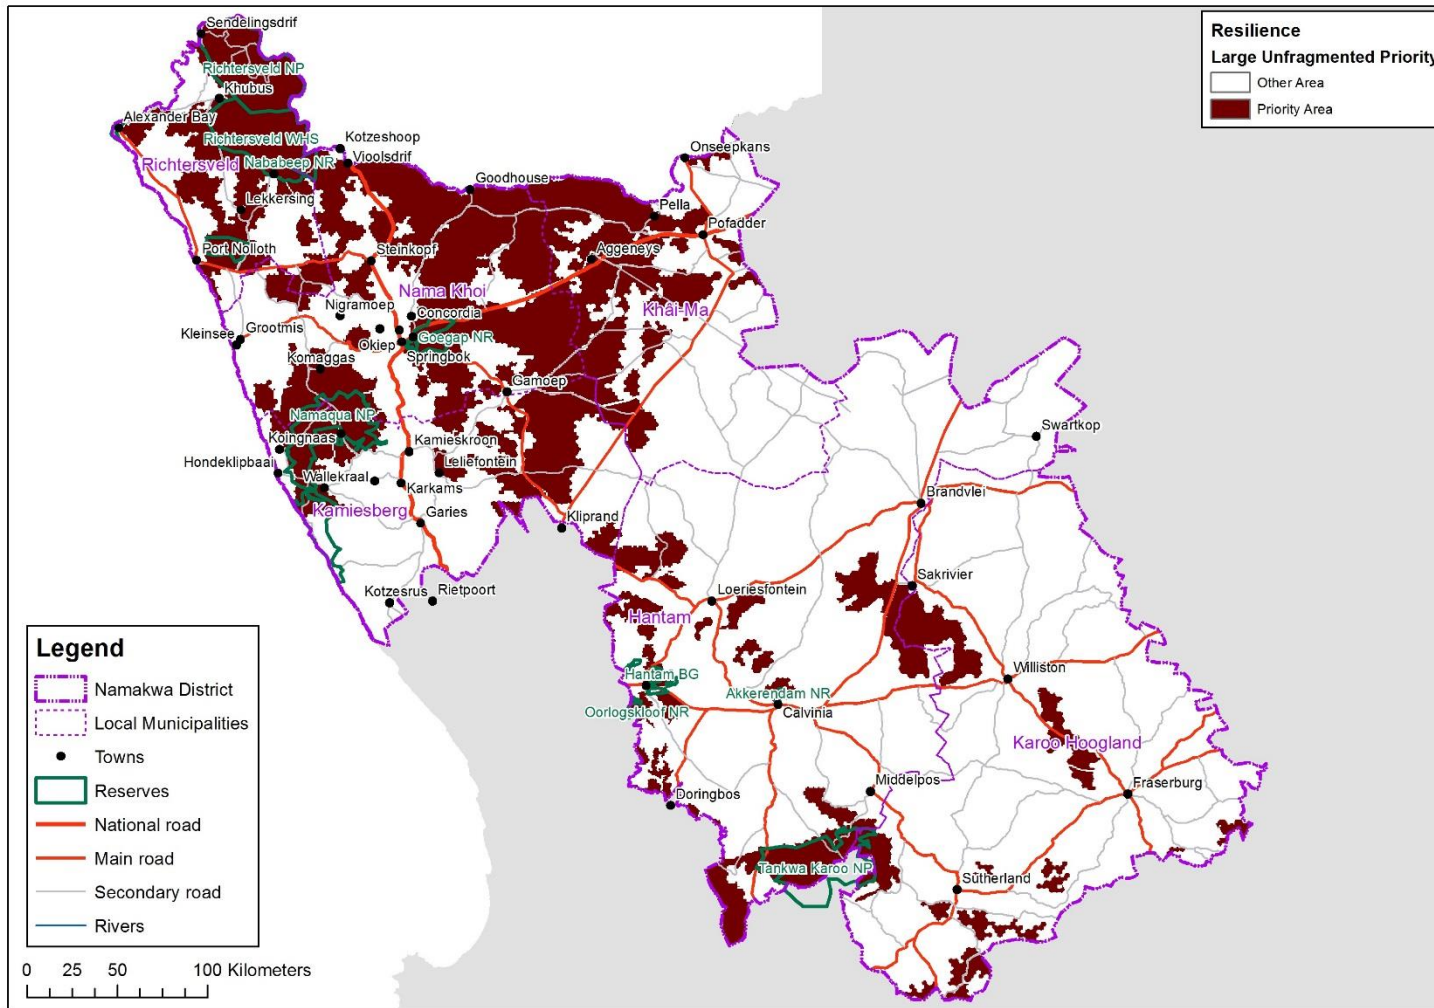 Resilience
Large Unfragmented Priority
Other Area
Priority Area
Sendelingsdrif
Richtersveld NP
Khubus
Alexander Bay
Richtersveld WHS
Kotzeshoop
Vioolsdrif
Richtersveld
Nababeep NR
Onseepkans
Goodhouse
Lekkersing
Pella
Pofadder
Port Nolloth
Steinkopf
Aggeneys
Nama Khoi
Khâi-Ma
Nigramoep
Concordia
Kleinsee
Grootmis
Goegap NR
Okiep
Springbok
Komaggas
Gamoep
Namaqua NP
Koingnaas
Kamieskroon
Swartkop
Hondeklipbaai
Leliefontein
Wallekraal
Karkams
Brandvlei
Kamiesberg
Garies
Kliprand
Sakrivier
Kotzesrus
Rietpoort
Loeriesfontein
Hantam
Hantam BG
Williston
Akkerendam NR
Oorlogskloof NR
Calvinia
Karoo Hoogland
Middelpos
Doringbos
Fraserburg
Tankwa Karoo NP
Sutherland
Legend
Namakwa District
Local Municipalities
Towns
Reserves
National road
Main road
Secondary road
Rivers
0 25 50 100 Kilometers